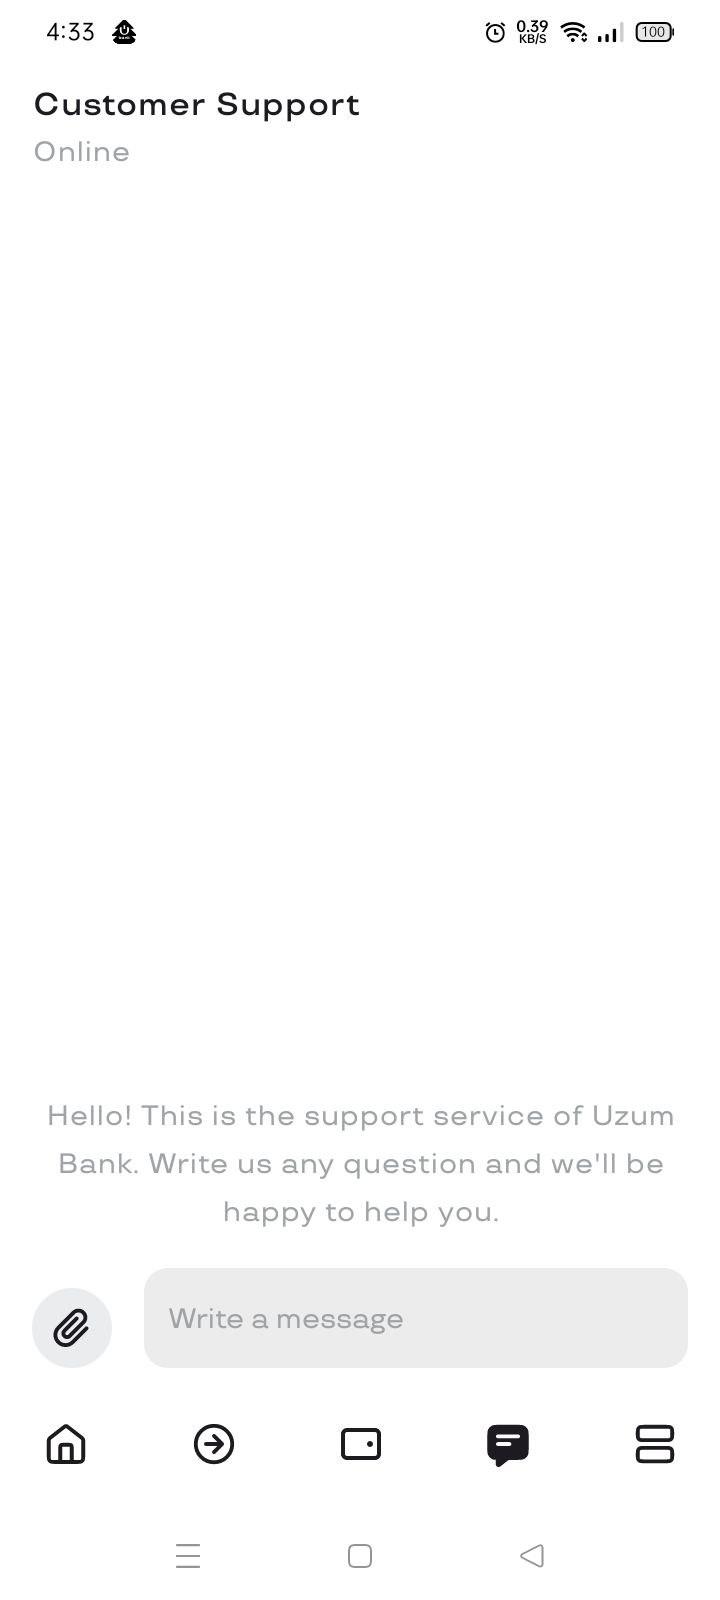 4:33
0.39
KB/S
100
Customer Support
Online
Hello! This is the support service of Uzum
Bank. Write us any question and we'll be
happy to help you.
Write a message